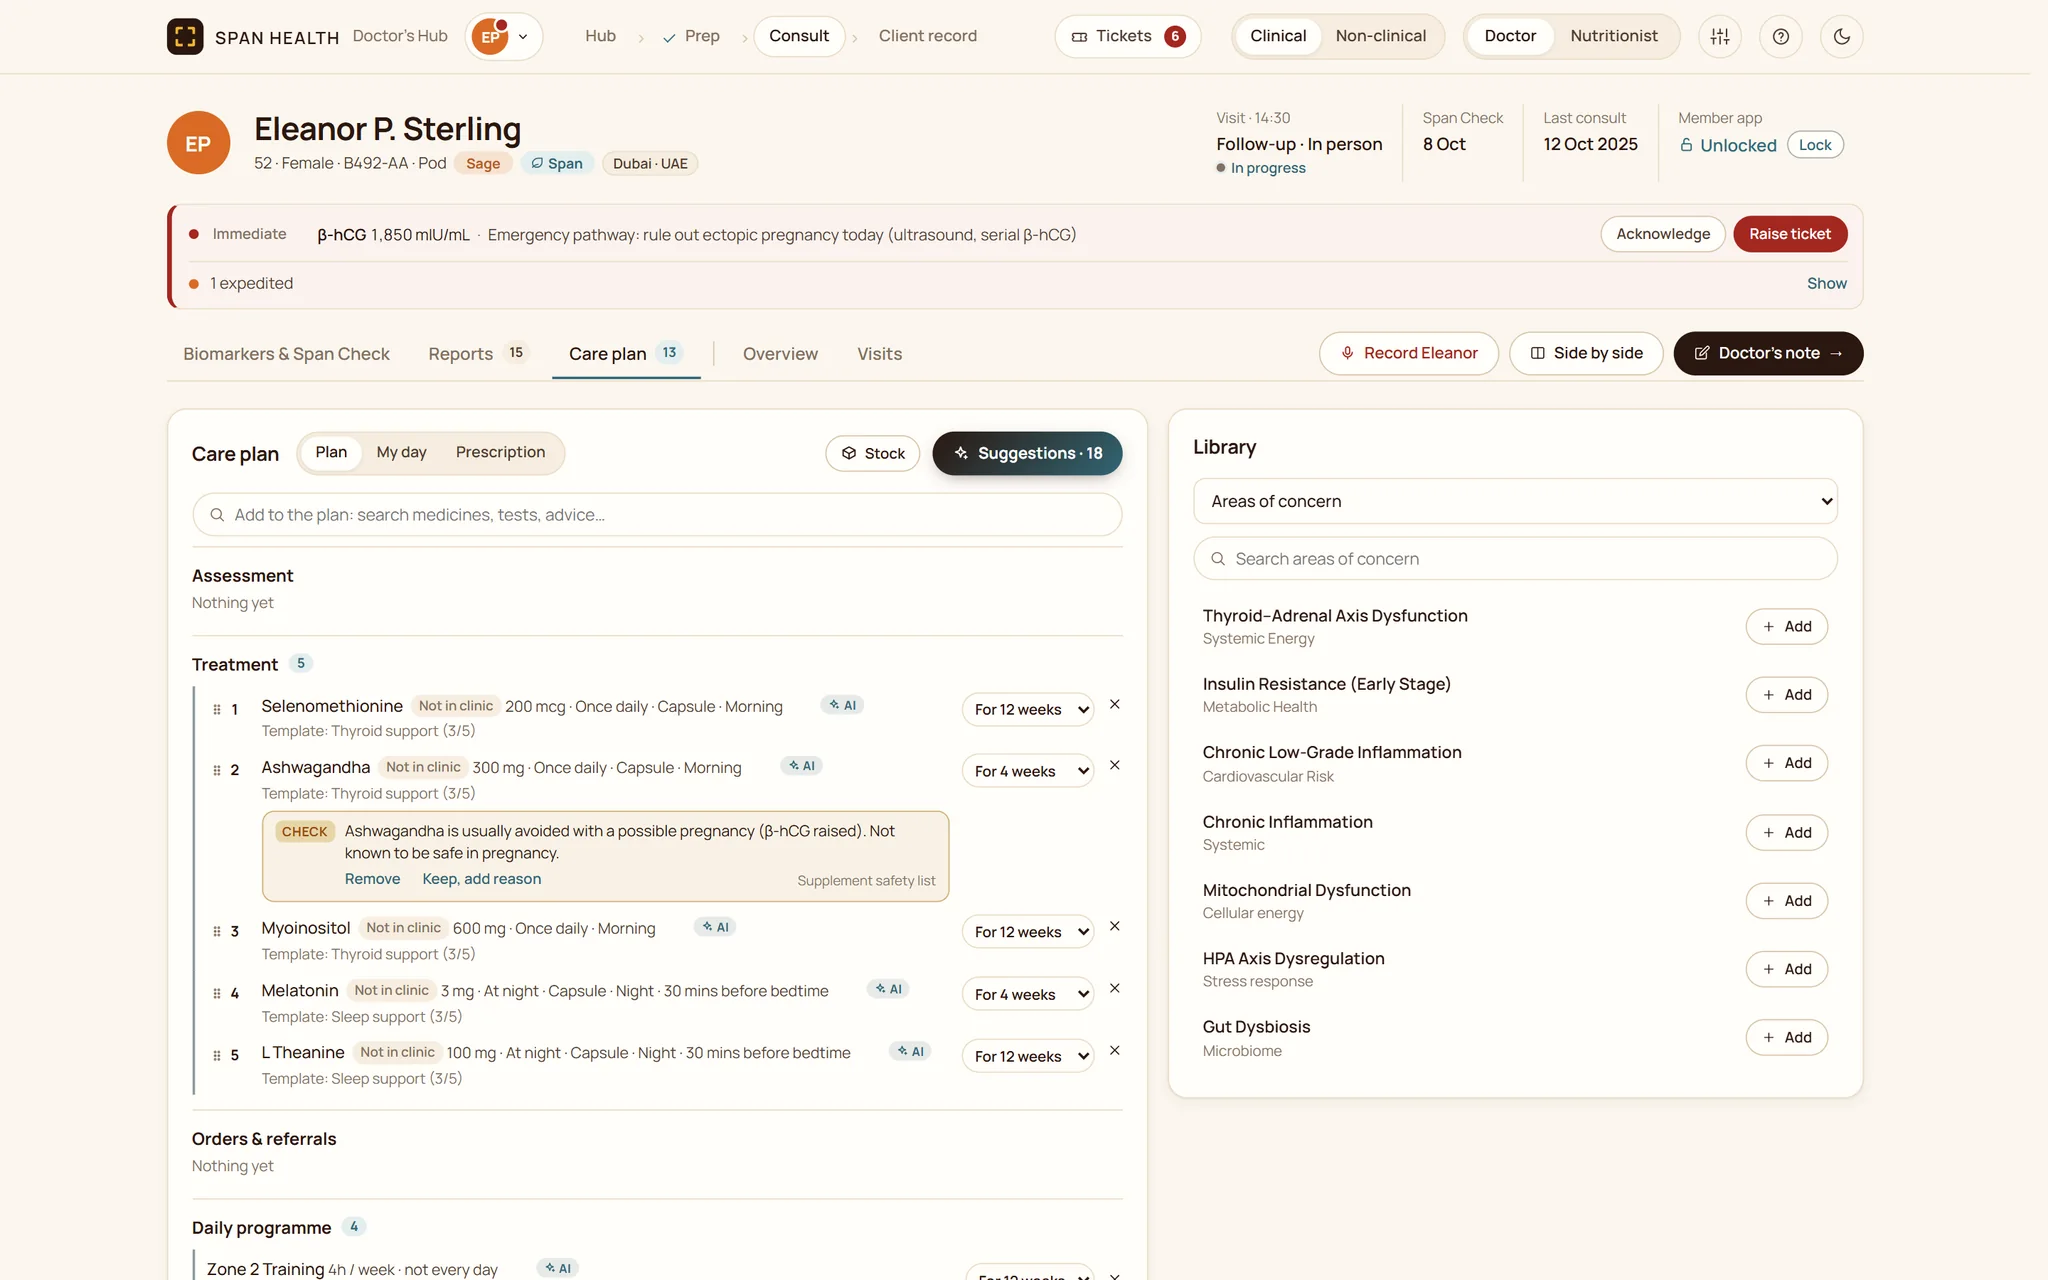 SPAN HEALTH Doctor's Hub EP Hub Prep Consult Client record Tickets 6 Clinical Non-clinical Doctor Nutritionist
EP
Eleanor P. Sterling
52 · Female · B492-AA · Pod Sage Span Dubai · UAE
Visit · 14:30
Follow-up · In person
In progress
Span Check
8 Oct
Last consult
12 Oct 2025
Member app
Unlocked Lock
Immediate β-hCG 1,850 mIU/mL · Emergency pathway: rule out ectopic pregnancy today (ultrasound, serial β-hCG) Acknowledge Raise ticket
1 expedited Show
Biomarkers & Span Check Reports 15 Care plan 13 Overview Visits Record Eleanor Side by side Doctor's note →
Care plan Plan My day Prescription Stock Suggestions · 18
Add to the plan: search medicines, tests, advice...
Assessment
Nothing yet
Treatment 5
1 Selenomethionine Not in clinic 200 mcg · Once daily · Capsule · Morning AI For 12 weeks ×
Template: Thyroid support (3/5)
2 Ashwagandha Not in clinic 300 mg · Once daily · Capsule · Morning AI For 4 weeks ×
Template: Thyroid support (3/5)
CHECK Ashwagandha is usually avoided with a possible pregnancy (β-hCG raised). Not
known to be safe in pregnancy.
Remove Keep, add reason Supplement safety list
3 Myoinositol Not in clinic 600 mg · Once daily · Morning AI For 12 weeks ×
Template: Thyroid support (3/5)
4 Melatonin Not in clinic 3 mg · At night · Capsule · Night · 30 mins before bedtime AI For 4 weeks ×
Template: Sleep support (3/5)
5 L Theanine Not in clinic 100 mg · At night · Capsule · Night · 30 mins before bedtime AI For 12 weeks ×
Template: Sleep support (3/5)
Orders & referrals
Nothing yet
Daily programme 4
Zone 2 Training 4h / week · not every day AI For 12 weeks
Library
Areas of concern
Search areas of concern
Thyroid–Adrenal Axis Dysfunction
Systemic Energy
+ Add
Insulin Resistance (Early Stage)
Metabolic Health
+ Add
Chronic Low-Grade Inflammation
Cardiovascular Risk
+ Add
Chronic Inflammation
Systemic
+ Add
Mitochondrial Dysfunction
Cellular energy
+ Add
HPA Axis Dysregulation
Stress response
+ Add
Gut Dysbiosis
Microbiome
+ Add